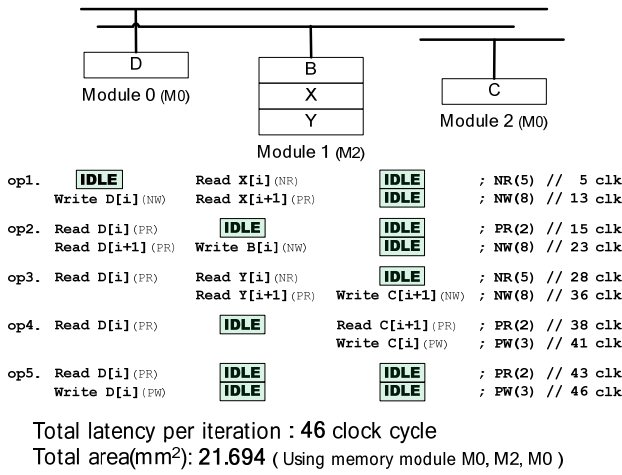 D
Module 0 (M0)
B
X
Y
Module 1 (M2)
C
Module 2 (M0)
op1. IDLE Read X[i](NR) IDLE ; NR(5) // 5 clk
Write D[i](NW) Read X[i+1](PR) IDLE ; NW(8) // 13 clk
op2. Read D[i](PR) IDLE IDLE ; PR(2) // 15 clk
Read D[i+1](PR) Write B[i](NW) IDLE ; NW(8) // 23 clk
op3. Read D[i](PR) Read Y[i](NR) IDLE ; NR(5) // 28 clk
Read Y[i+1](PR) Write C[i+1](NW) ; NW(8) // 36 clk
op4. Read D[i](PR) IDLE Read C[i+1](PR) ; PR(2) // 38 clk
Write C[i](PW) ; PW(3) // 41 clk
op5. Read D[i](PR) IDLE IDLE ; PR(2) // 43 clk
Write D[i](PW) IDLE IDLE ; PW(3) // 46 clk
Total latency per iteration : 46 clock cycle
Total area(mm²): 21.694 ( Using memory module M0, M2, M0 )